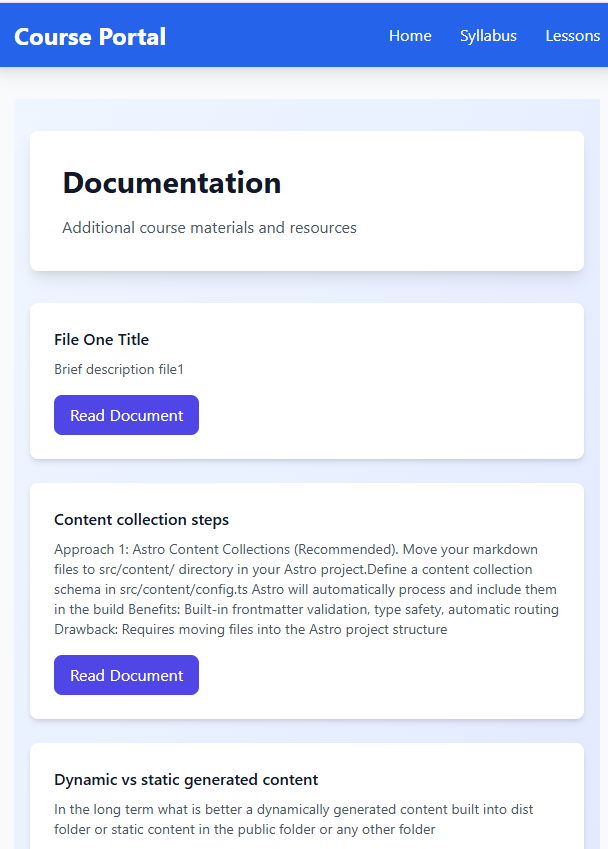 Course Portal Home Syllabus Lessons
Documentation
Additional course materials and resources
File One Title
Brief description file1
Read Document
Content collection steps
Approach 1: Astro Content Collections (Recommended). Move your markdown
files to src/content/ directory in your Astro project.Define a content collection
schema in src/content/config.ts Astro will automatically process and include them
in the build Benefits: Built-in frontmatter validation, type safety, automatic routing
Drawback: Requires moving files into the Astro project structure
Read Document
Dynamic vs static generated content
In the long term what is better a dynamically generated content built into dist
folder or static content in the public folder or any other folder